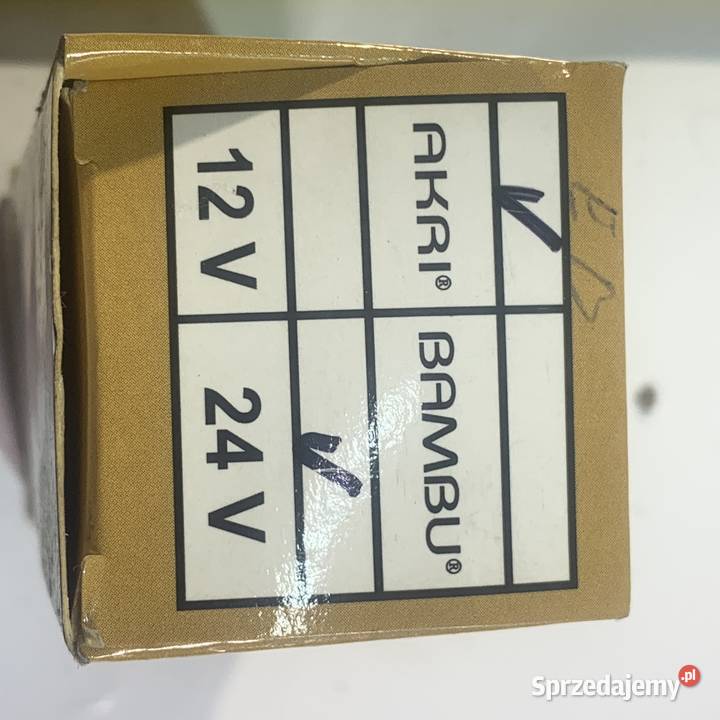 AKRI® BAMBU®
12 V 24 V
Sprzedajemy.pl